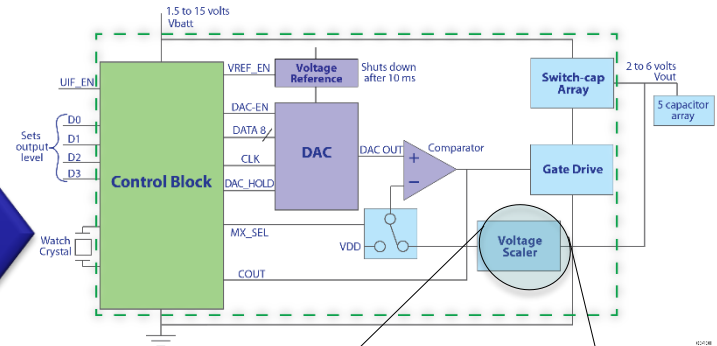 1.5 to 15 volts
Vbatt
UIF_EN
VREF_EN
Voltage
Reference
Shuts down
after 10 ms
Switch-cap
Array
2 to 6 volts
Vout
5 capacitor
array
Sets
output
level
D0
D1
D2
D3
Control Block
DAC-EN
DATA 8
CLK
DAC_HOLD
DAC
DAC OUT
Comparator
+
−
Gate Drive
MX_SEL
VDD
Voltage
Scaler
Watch
Crystal
COUT